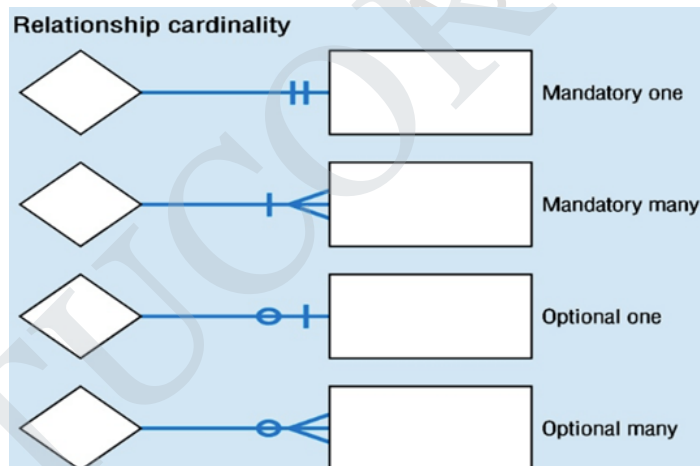 Relationship cardinality
Mandatory one
Mandatory many
Optional one
Optional many